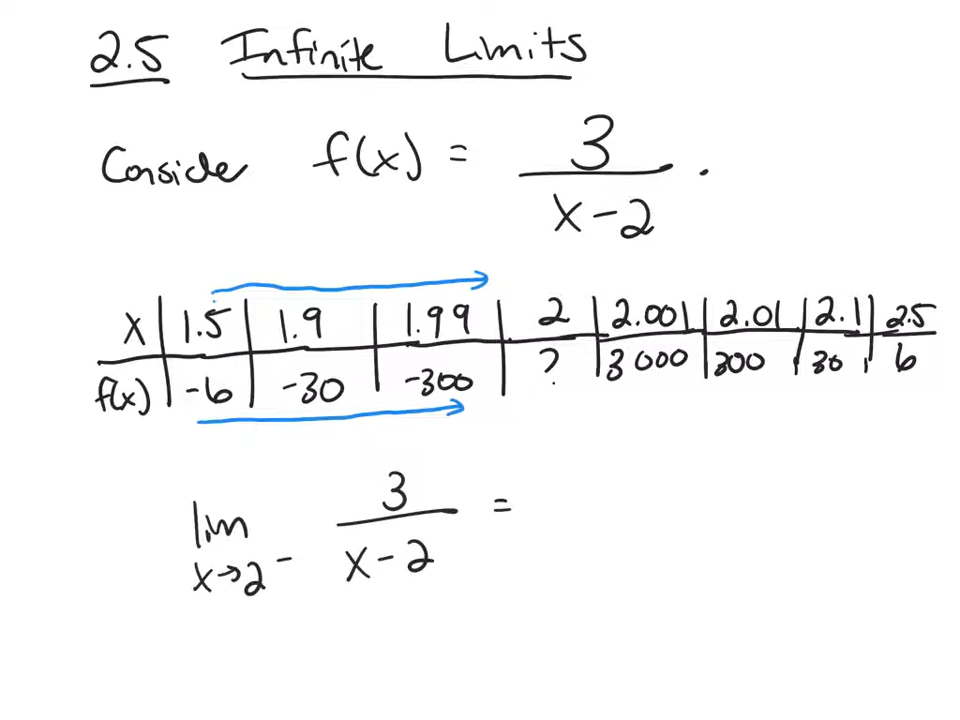 2.5 Infinite Limits
Conside f(x) = 3/(x-2).
x | 1.5 | 1.9 | 1.99 | 2 | 2.001 | 2.01 | 2.1 | 2.5
f(x) | -6 | -30 | -300 | ? | 3000 | 300 | 30 | 6
lim x→2⁻ 3/(x-2) =